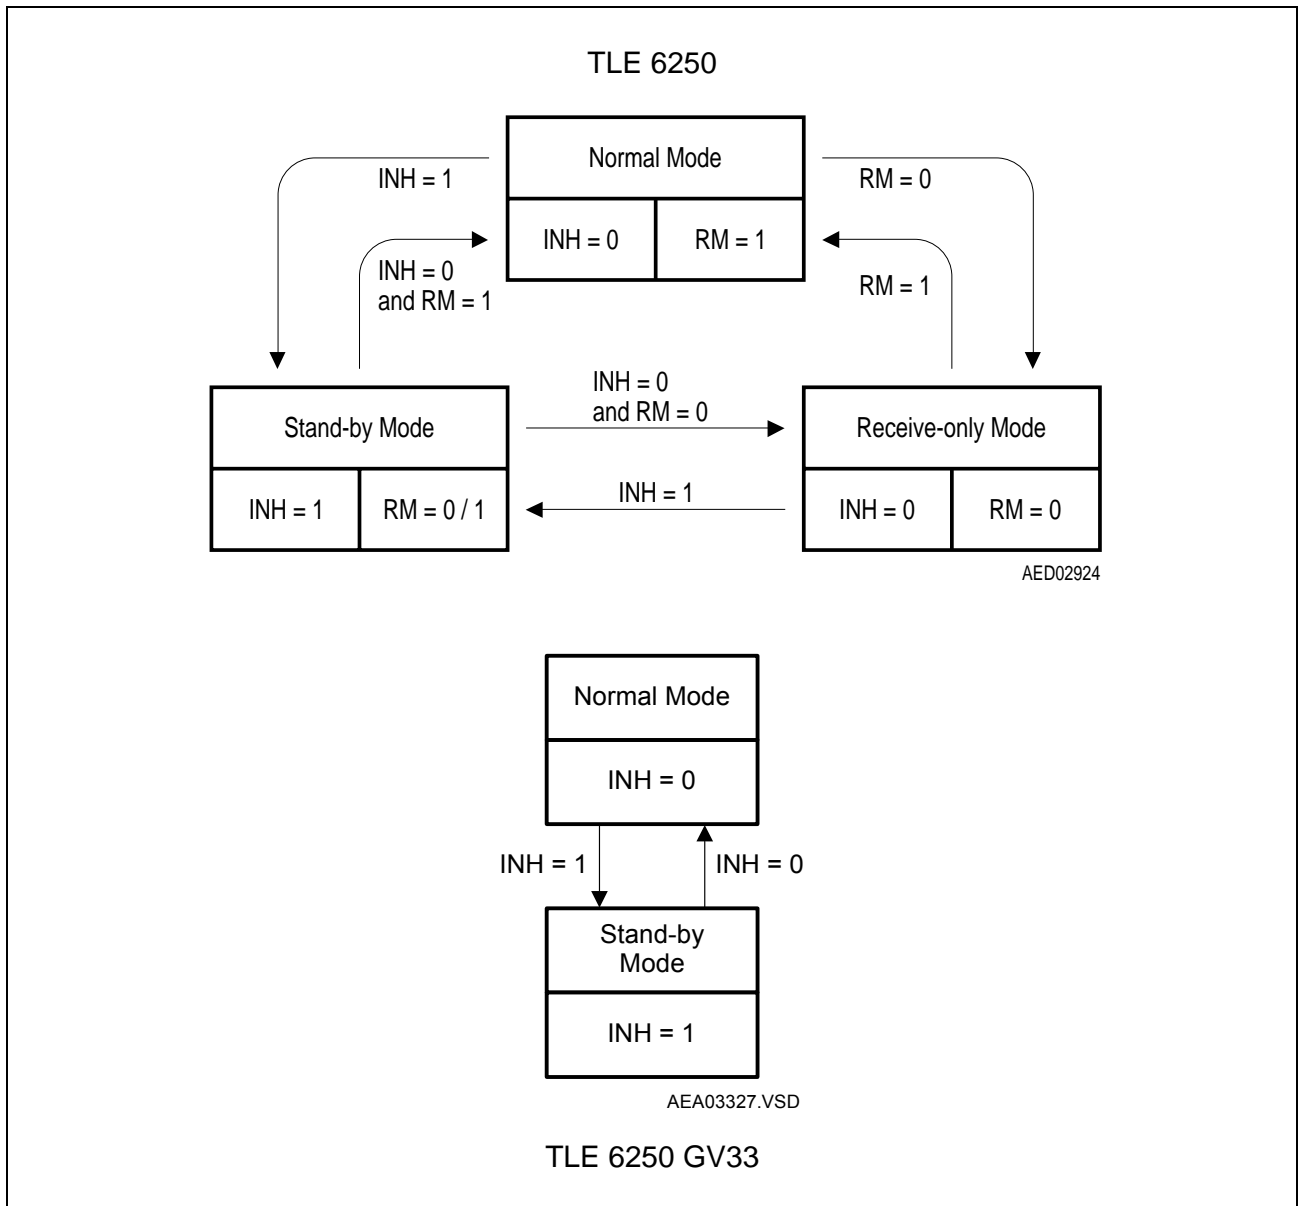 TLE 6250
Normal Mode
INH = 1
RM = 0
INH = 0
RM = 1
INH = 0
and RM = 1
RM = 1
INH = 0
and RM = 0
Stand-by Mode
Receive-only Mode
INH = 1
INH = 1
RM = 0 / 1
INH = 0
RM = 0
AED02924
Normal Mode
INH = 0
INH = 1
INH = 0
Stand-by
Mode
INH = 1
AEA03327.VSD
TLE 6250 GV33